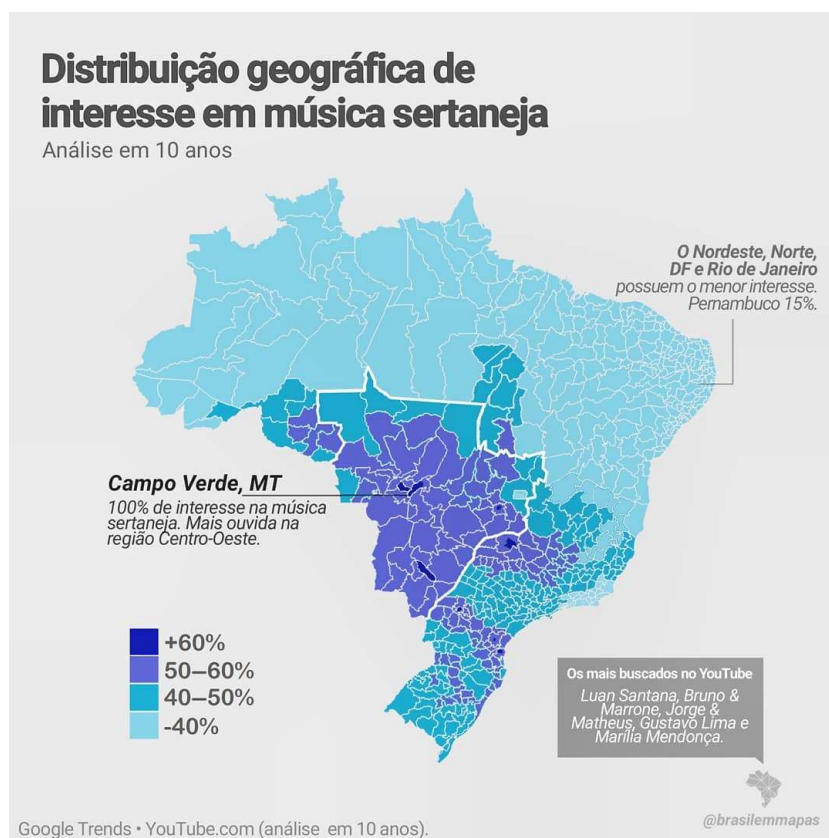 Distribuição geográfica de
interesse em música sertaneja
Análise em 10 anos
O Nordeste, Norte,
DF e Rio de Janeiro
possuem o menor interesse.
Pernambuco 15%.
Campo Verde, MT
100% de interesse na música
sertaneja. Mais ouvida na
região Centro-Oeste.
+60%
50—60%
40—50%
-40%
Os mais buscados no YouTube
Luan Santana, Bruno &
Marrone, Jorge &
Matheus, Gustavo Lima e
Marília Mendonça.
@brasilemmapas
Google Trends • YouTube.com (análise em 10 anos).